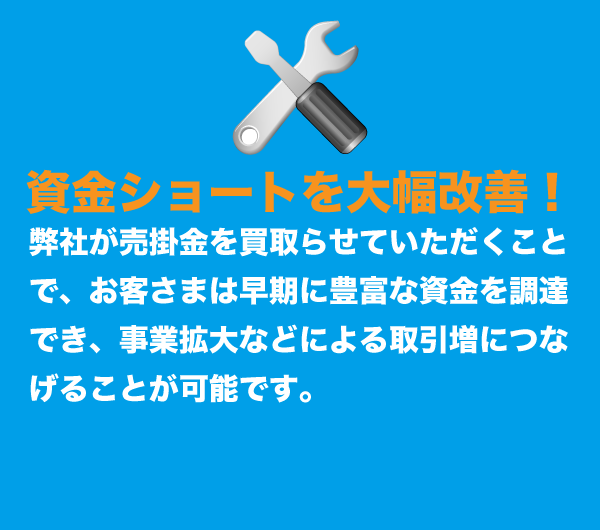 資金ショートを大幅改善！
弊社が売掛金を買取らせていただくこと
で、お客さまは早期に豊富な資金を調達
でき、事業拡大などによる取引増につな
げることが可能です。